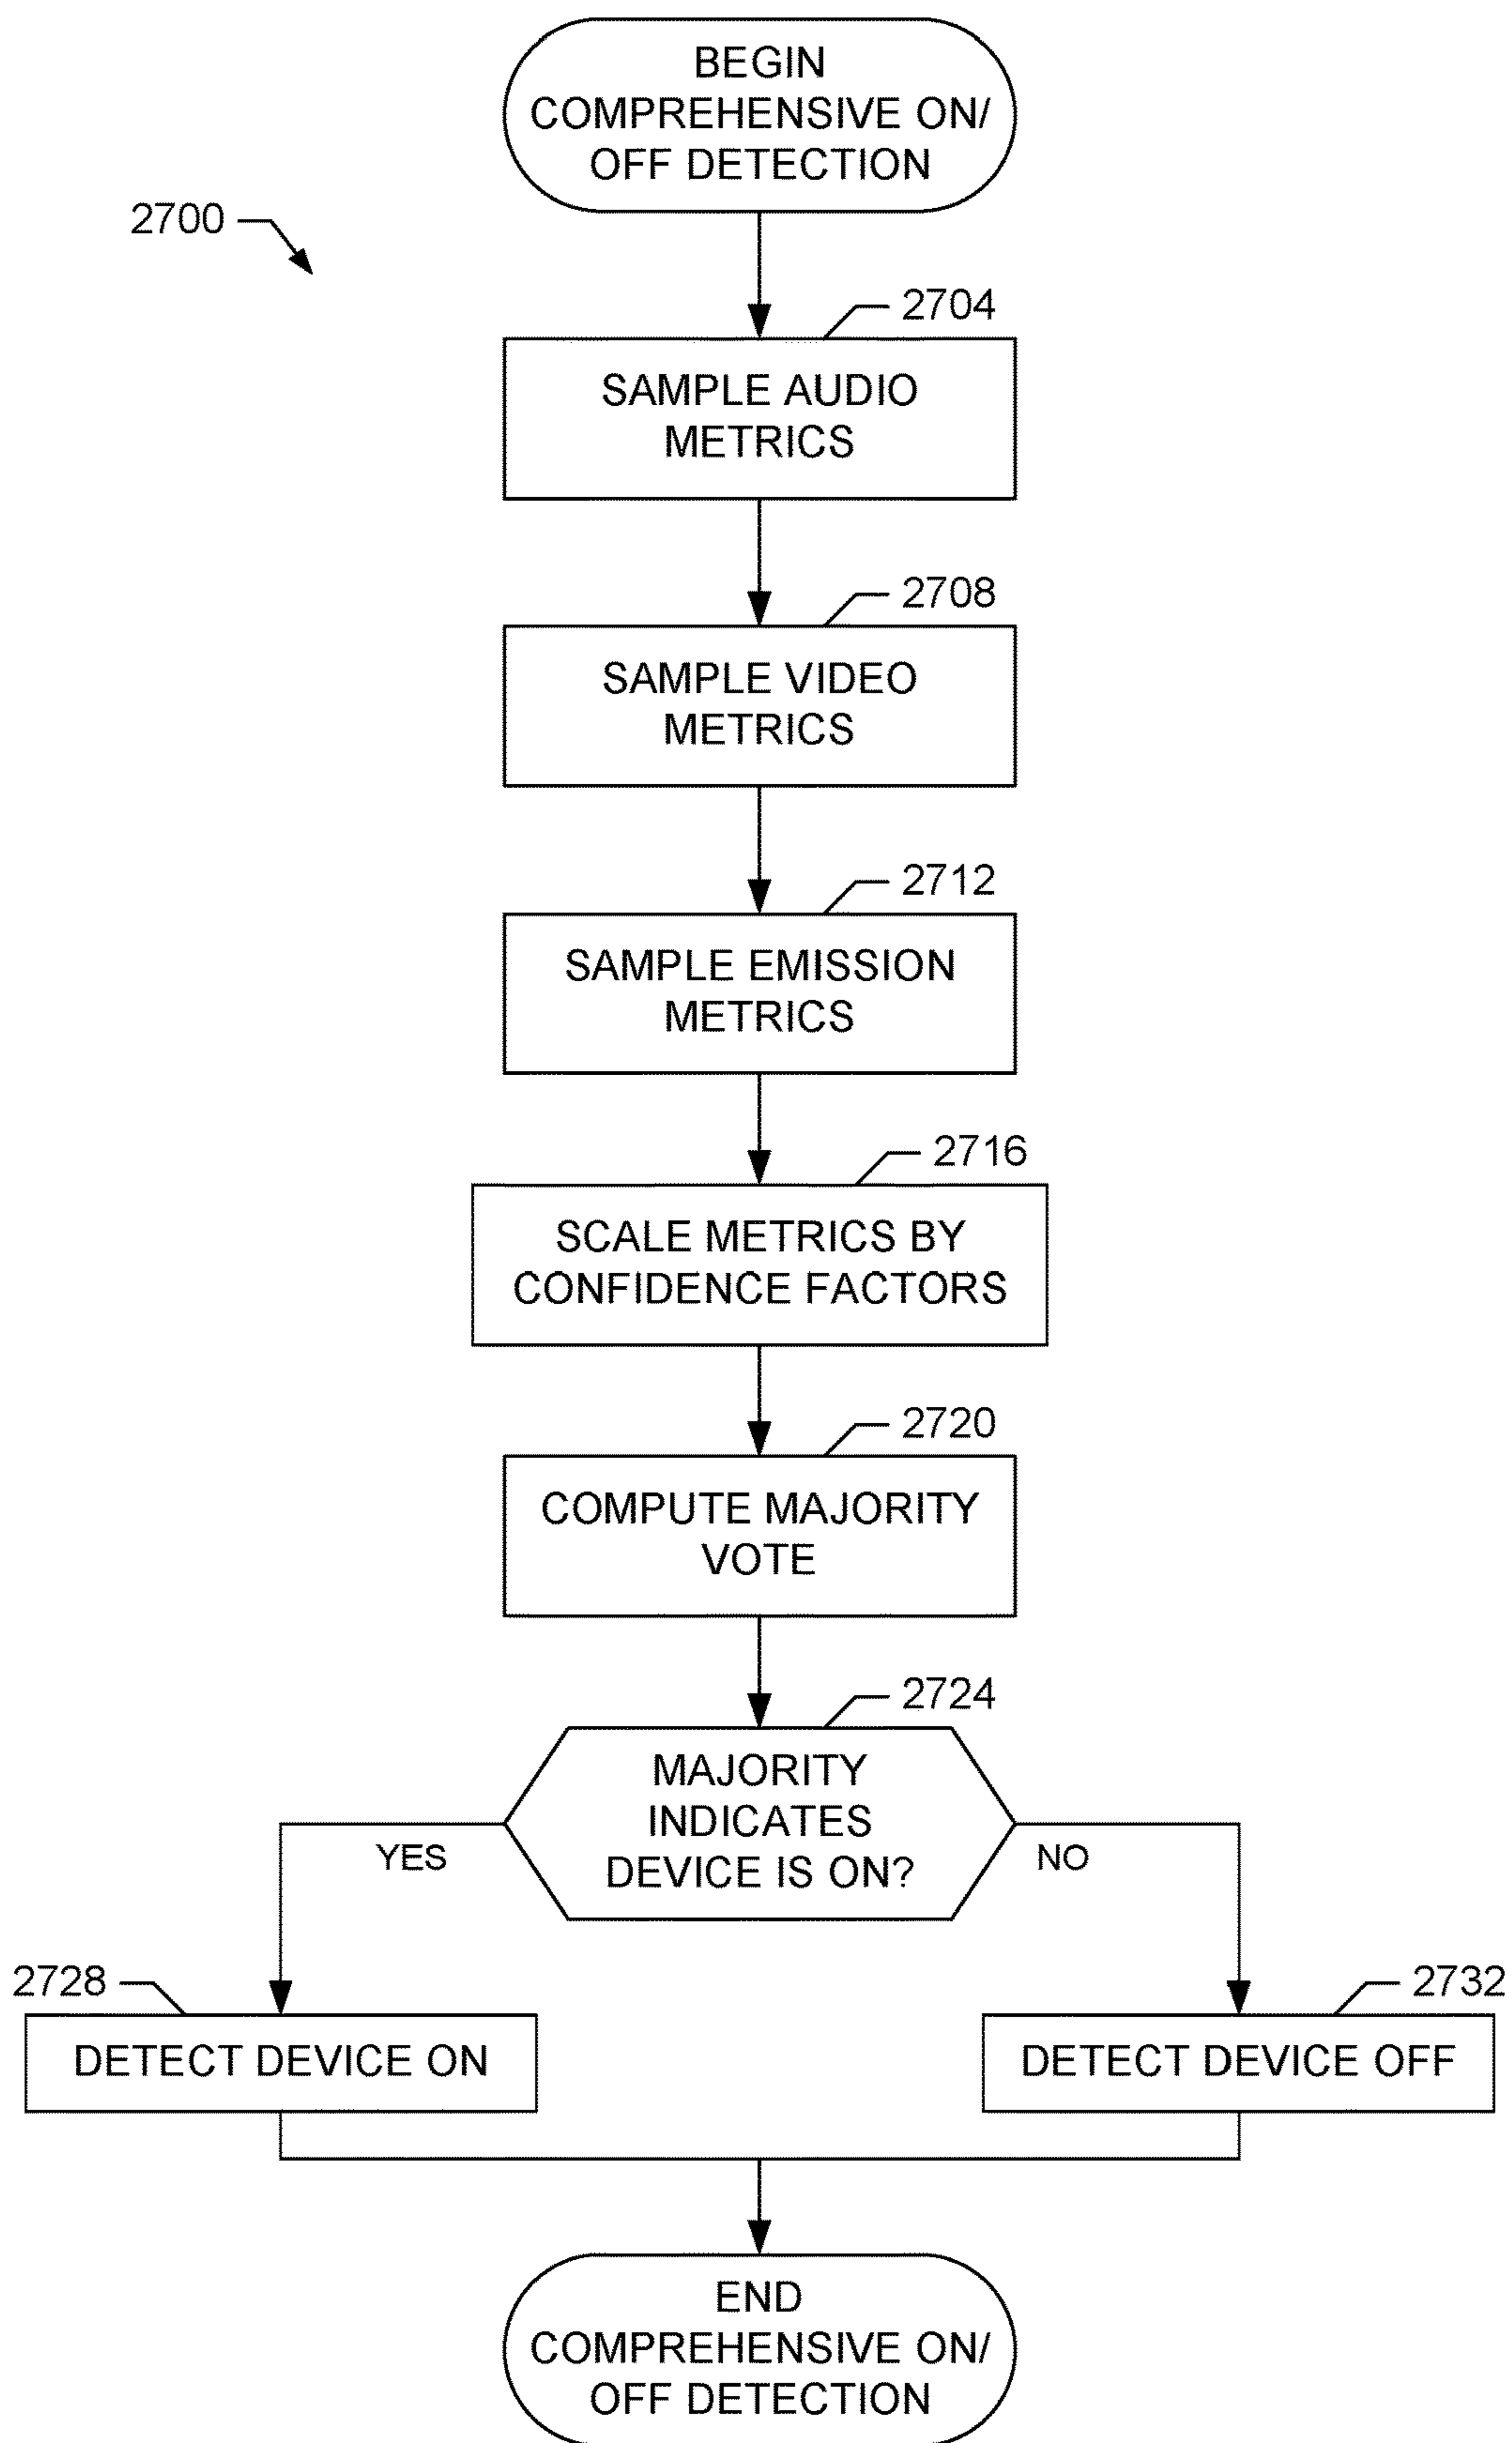 BEGIN
COMPREHENSIVE ON/
OFF DETECTION
2700
2704
SAMPLE AUDIO
METRICS
2708
SAMPLE VIDEO
METRICS
2712
SAMPLE EMISSION
METRICS
2716
SCALE METRICS BY
CONFIDENCE FACTORS
2720
COMPUTE MAJORITY
VOTE
2724
MAJORITY
INDICATES
DEVICE IS ON?
YES
NO
2728
2732
DETECT DEVICE ON
DETECT DEVICE OFF
END
COMPREHENSIVE ON/
OFF DETECTION